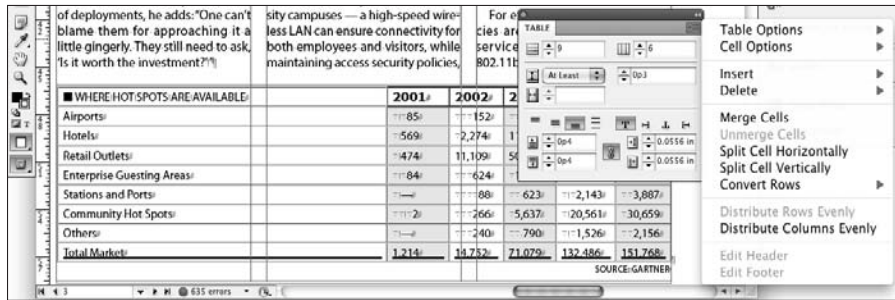 of deployments, he adds: "One can't
blame them for approaching it a
little gingerly. They still need to ask,
'Is it worth the investment?'"
sity campuses — a high-speed wire-
less LAN can ensure connectivity for
both employees and visitors, while
maintaining access security policies,
For e
cies are
service
802.11b
TABLE
9 6
At Least 0p3
0p4 0.0556 in
0p4 0.0556 in
Table Options
Cell Options
Insert
Delete
Merge Cells
Unmerge Cells
Split Cell Horizontally
Split Cell Vertically
Convert Rows
Distribute Rows Evenly
Distribute Columns Evenly
Edit Header
Edit Footer
WHERE HOT SPOTS ARE AVAILABLE 2001 2002 2
Airports 85 152
Hotels 569 2,274 1
Retail Outlets 474 11,109 50
Enterprise Guesting Areas 84 624
Stations and Ports — 88 623 2,143 3,887
Community Hot Spots 2 266 5,637 20,561 30,659
Others — 240 790 1,526 2,156
Total Market 1,214 14,752 71,079 132,486 151,768
SOURCE: GARTNER
3 635 errors